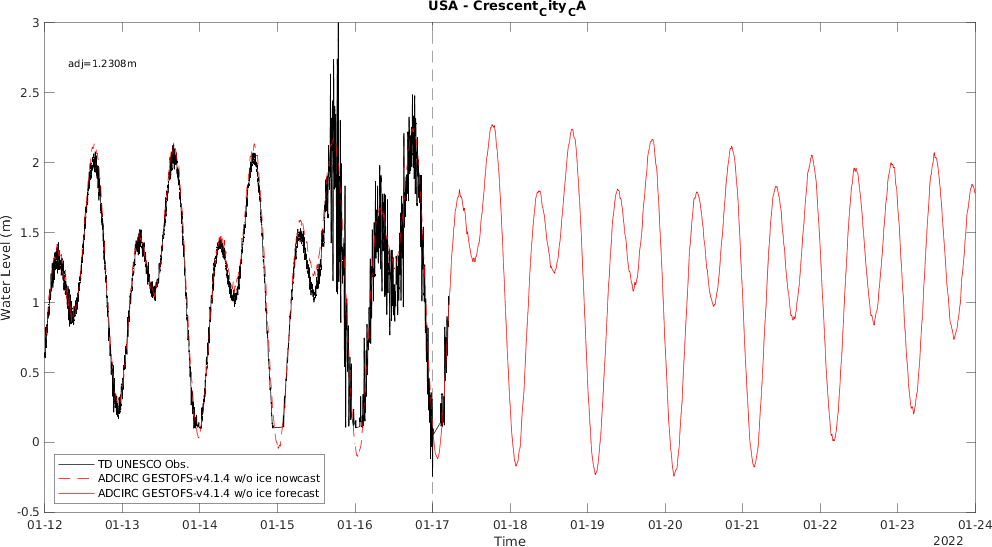 USA - Crescent_City_CA
adj=1.2308m
3
2.5
2
1.5
1
0.5
0
-0.5
Water Level (m)
TD UNESCO Obs.
ADCIRC GESTOFS-v4.1.4 w/o ice nowcast
ADCIRC GESTOFS-v4.1.4 w/o ice forecast
01-12 01-13 01-14 01-15 01-16 01-17 01-18 01-19 01-20 01-21 01-22 01-23 01-24
Time
2022